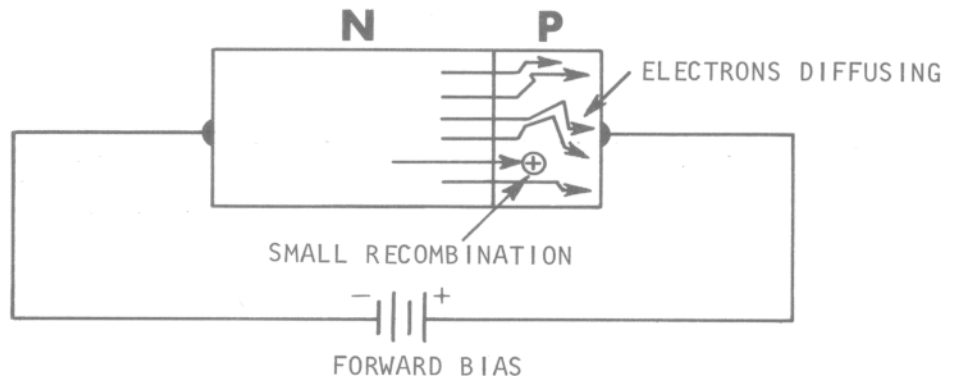 N P
ELECTRONS DIFFUSING
+
SMALL RECOMBINATION
- +
FORWARD BIAS